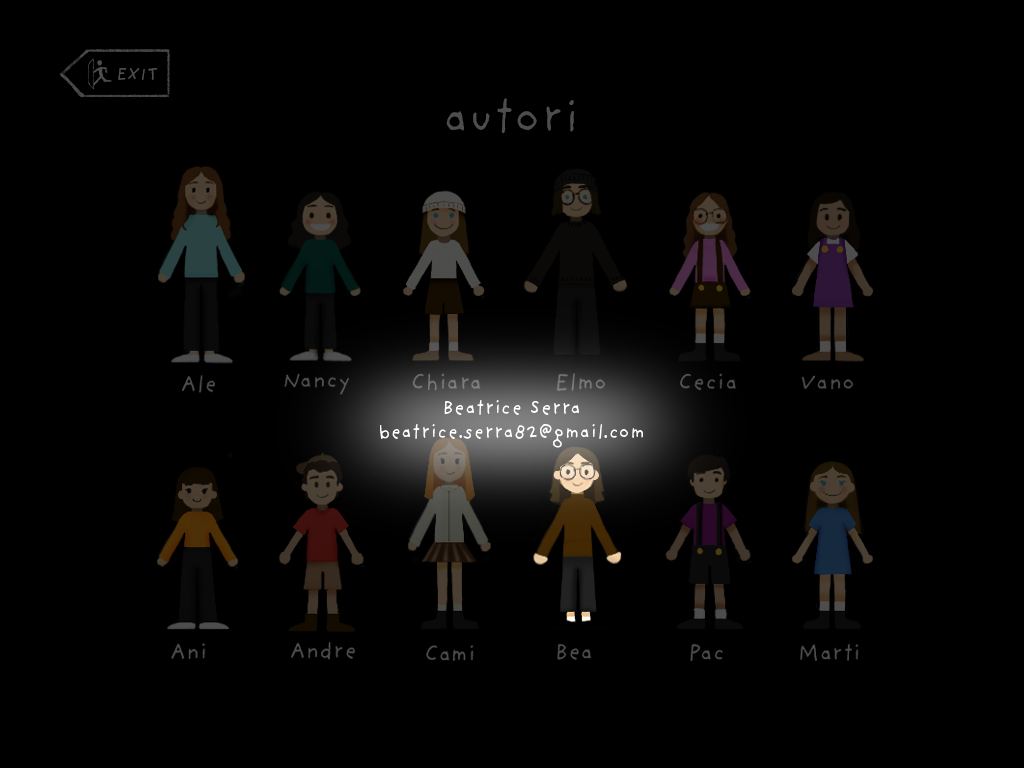 EXIT
autori
Ale Nancy Chiara Elmo Cecia Vano
Beatrice Serra
beatrice.serra82@gmail.com
Ani Andre Cami Bea Pac Marti